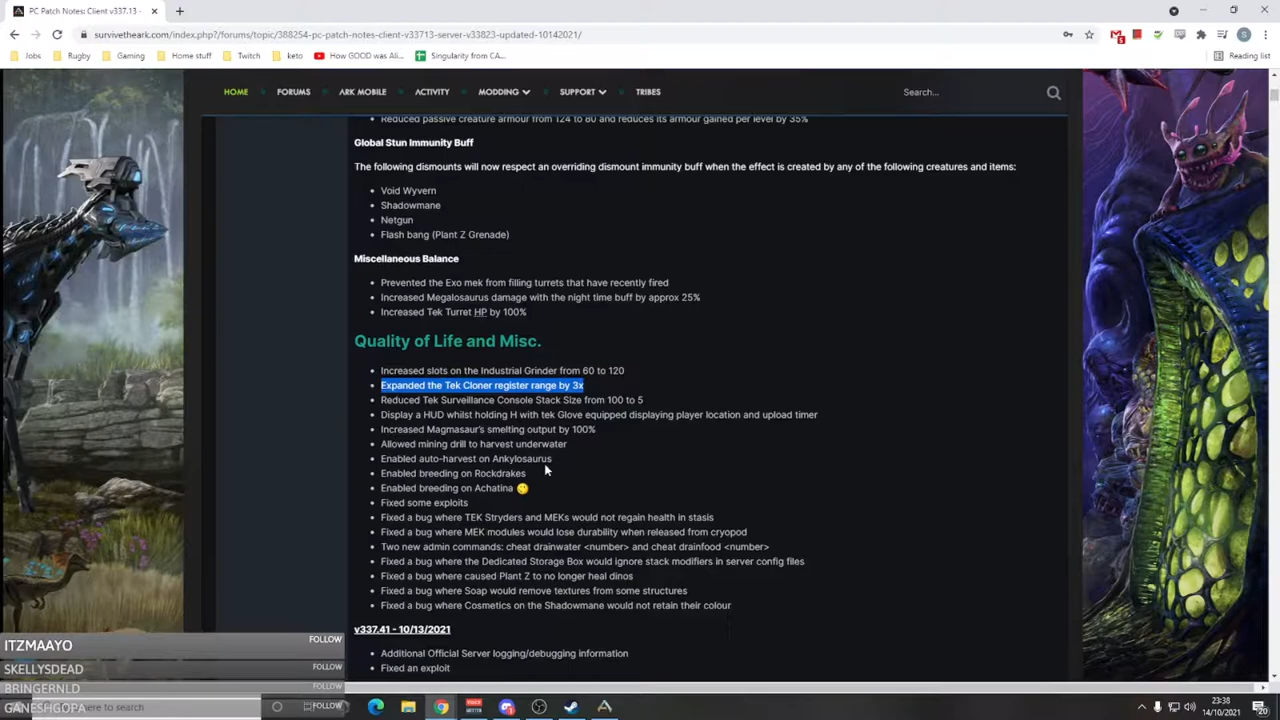 PC Patch Notes: Client v337.13 -
survivetheark.com/index.php?/forums/topic/388254-pc-patch-notes-client-v33713-server-v33823-updated-10142021/
S
5
Jobs
Rugby
Gaming
Home stuff
Twitch
keto
How GOOD was Ali...
Singularity from CA...
Reading list
HOME
FORUMS
ARK MOBILE
ACTIVITY
MODDING
SUPPORT
TRIBES
Search...
Reduced passive creature armour from 124 to 80 and reduces its armour gained per level by 35%
Global Stun Immunity Buff
The following dismounts will now respect an overriding dismount immunity buff when the effect is created by any of the following creatures and items:
Void Wyvern
Shadowmane
Netgun
Flash bang (Plant Z Grenade)
Miscellaneous Balance
Prevented the Exo mek from filling turrets that have recently fired
Increased Megalosaurus damage with the night time buff by approx 25%
Increased Tek Turret HP by 100%
Quality of Life and Misc.
Increased slots on the Industrial Grinder from 60 to 120
Expanded the Tek Cloner register range by 3x
Reduced Tek Surveillance Console Stack Size from 100 to 5
Display a HUD whilst holding H with tek Glove equipped displaying player location and upload timer
Increased Magmasaur's smelting output by 100%
Allowed mining drill to harvest underwater
Enabled auto-harvest on Ankylosaurus
Enabled breeding on Rockdrakes
Enabled breeding on Achatina
Fixed some exploits
Fixed a bug where TEK Stryders and MEKs would not regain health in stasis
Fixed a bug where MEK modules would lose durability when released from cryopod
Two new admin commands: cheat drainwater <number> and cheat drainfood <number>
Fixed a bug where the Dedicated Storage Box would ignore stack modifiers in server config files
Fixed a bug where caused Plant Z to no longer heal dinos
Fixed a bug where Soap would remove textures from some structures
Fixed a bug where Cosmetics on the Shadowmane would not retain their colour
v337.41 - 10/13/2021
Additional Official Server logging/debugging information
Fixed an exploit
ITZMAAYO FOLLOW
SKELLYSDEAD FOLLOW
BRINGERNLD FOLLOW
GANESHGOPA FOLLOW
here to search
23:38
14/10/2021
20